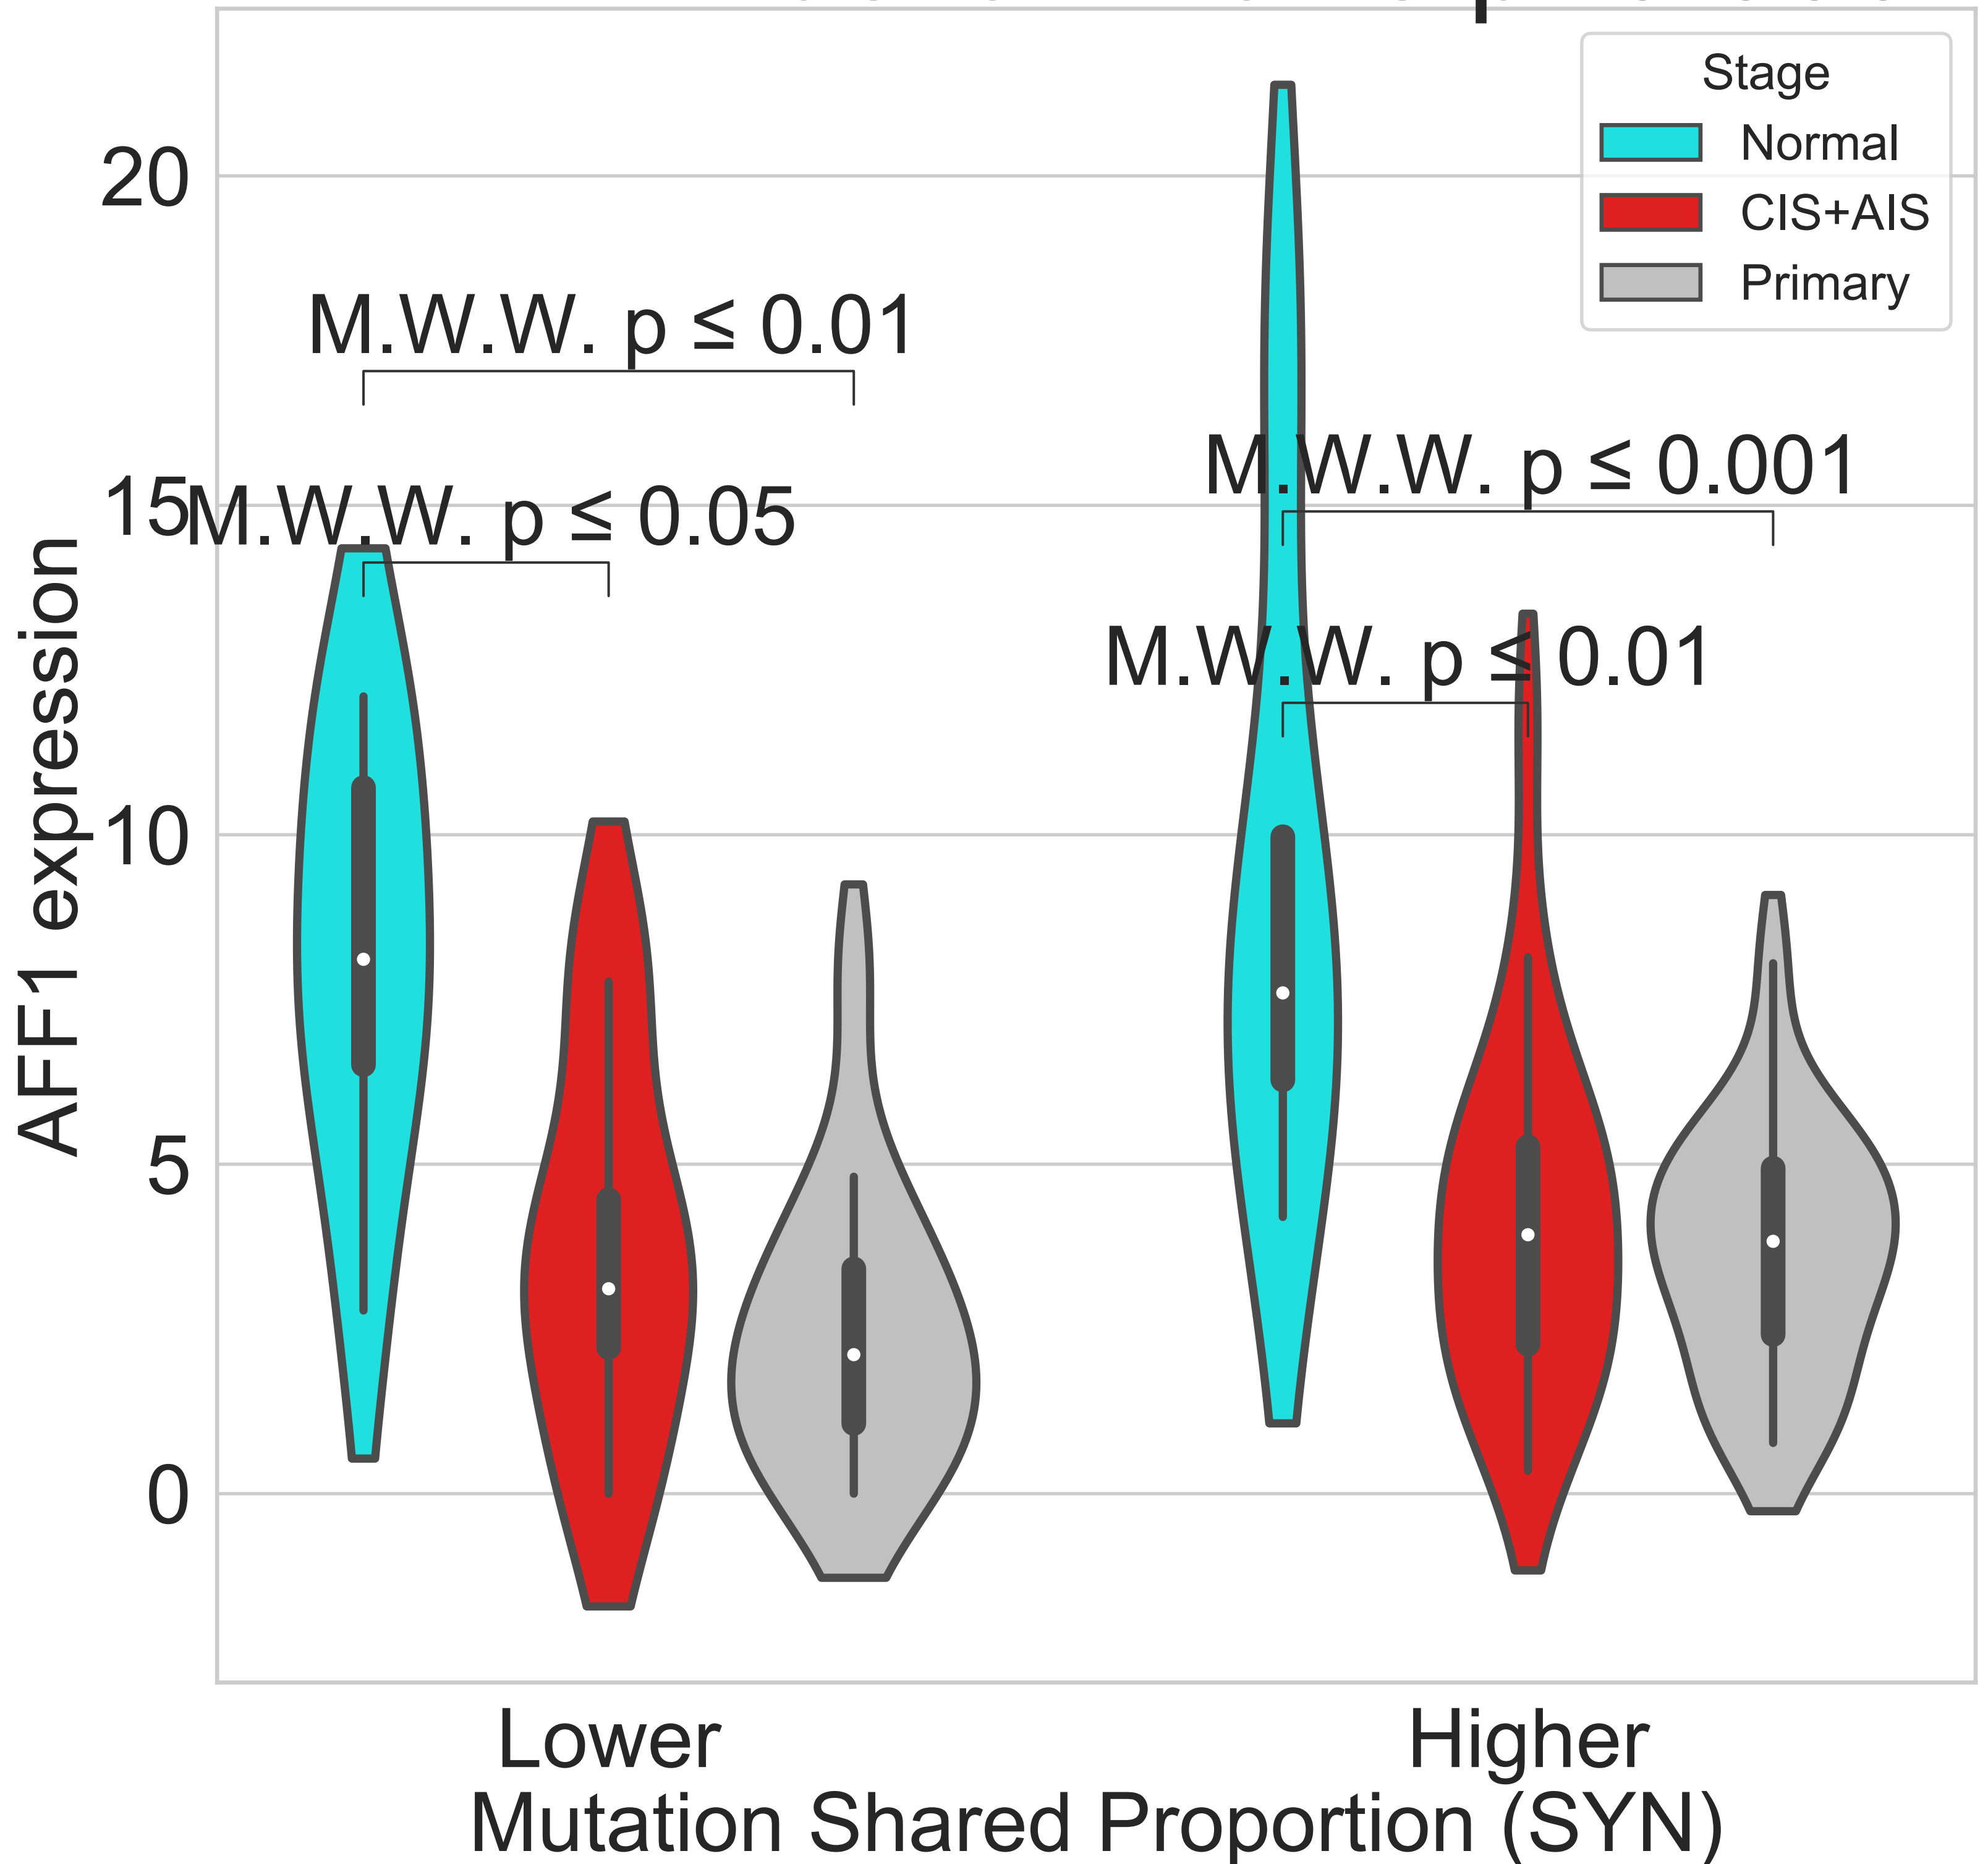 Stage
Normal
CIS+AIS
Primary
20
15
10
5
0
AFF1 expression
M.W.W. p ≤ 0.01
M.W.W. p ≤ 0.05
M.W.W. p ≤ 0.001
M.W.W. p ≤ 0.01
Lower
Higher
Mutation Shared Proportion (SYN)